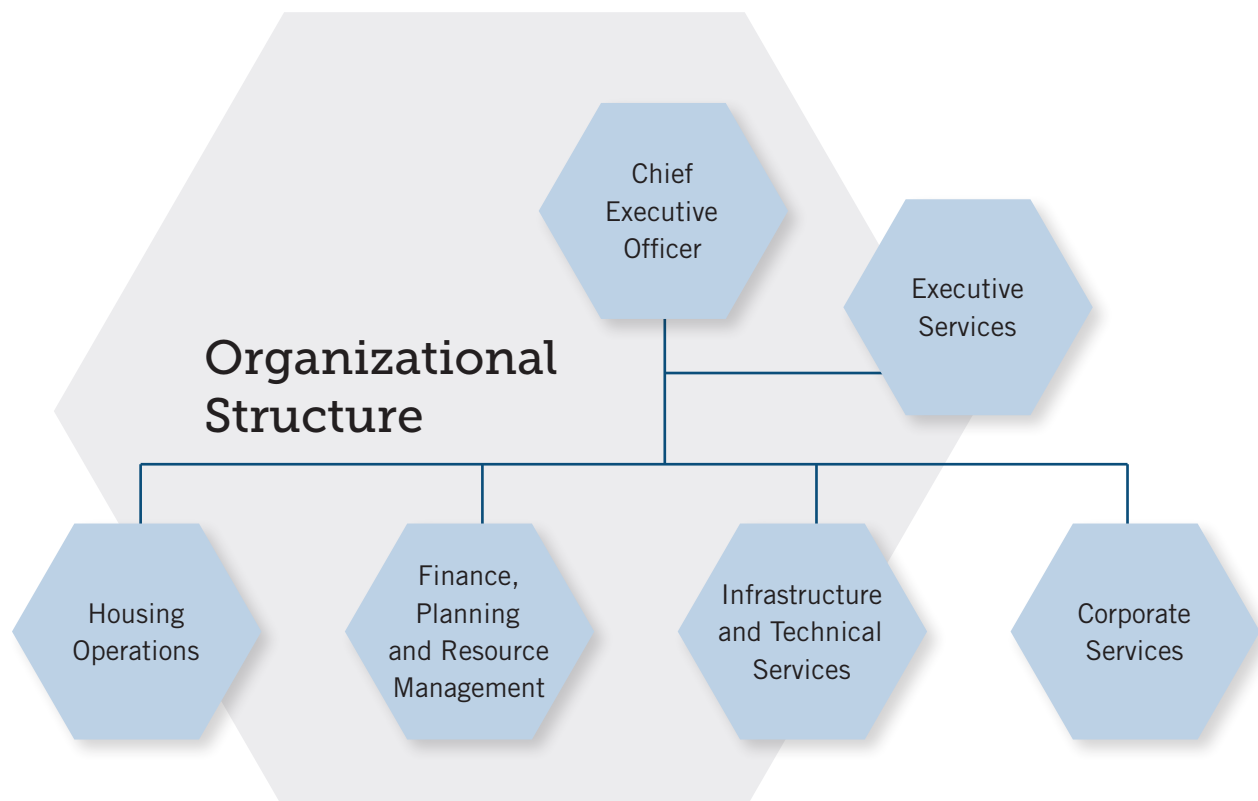 Chief
Executive
Officer
Executive
Services
Organizational
Structure
Housing
Operations
Finance,
Planning
and Resource
Management
Infrastructure
and Technical
Services
Corporate
Services